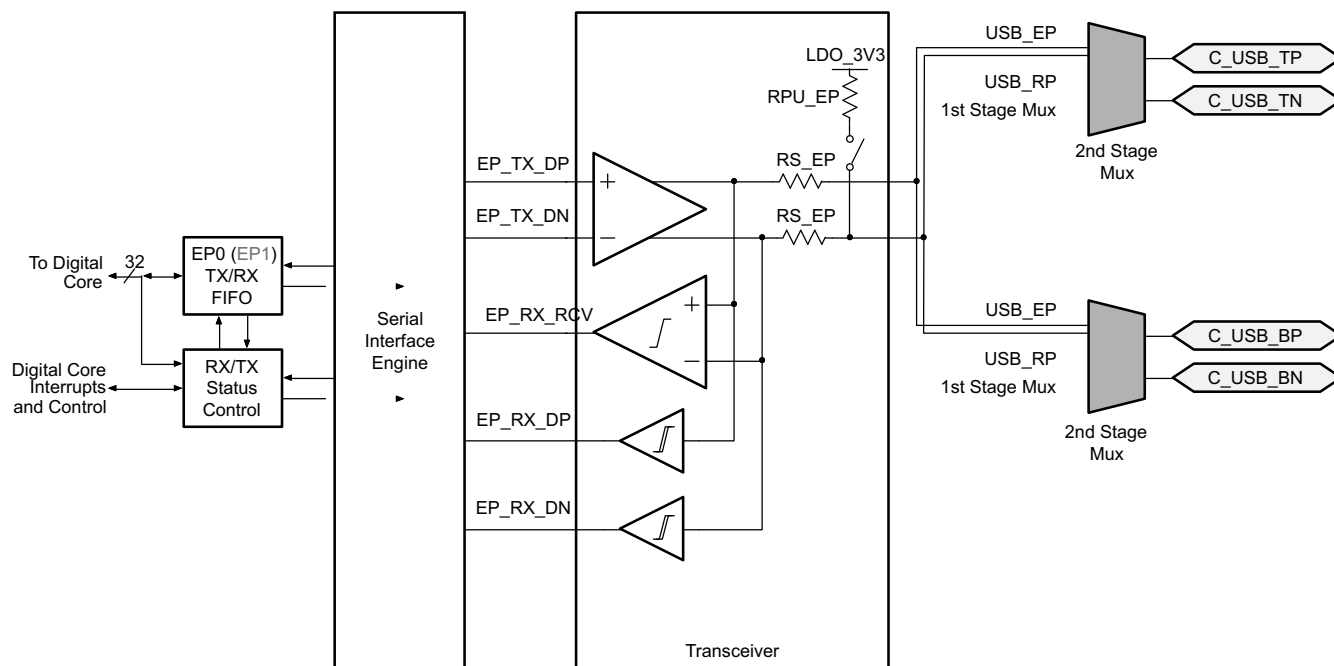 To Digital
Core
32
EP0 (EP1)
TX/RX
FIFO
Digital Core
Interrupts
and Control
RX/TX
Status
Control
Serial
Interface
Engine
EP_TX_DP
EP_TX_DN
EP_RX_RCV
EP_RX_DP
EP_RX_DN
+
−
+
−
LDO_3V3
RPU_EP
RS_EP
RS_EP
Transceiver
USB_EP
USB_RP
1st Stage Mux
2nd Stage
Mux
C_USB_TP
C_USB_TN
USB_EP
USB_RP
1st Stage Mux
2nd Stage
Mux
C_USB_BP
C_USB_BN